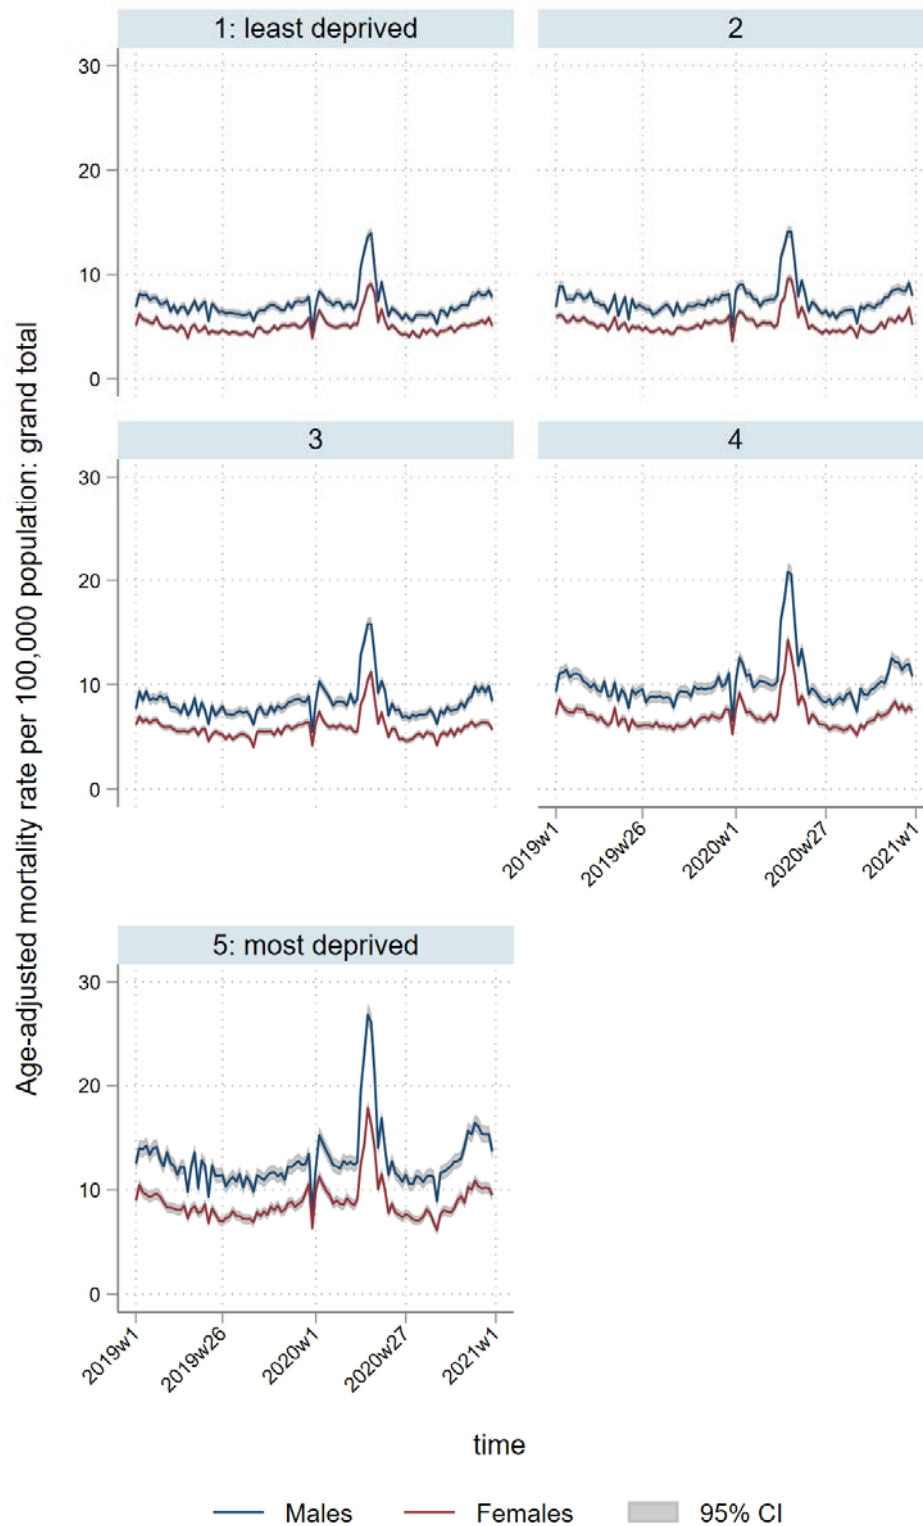 1: least deprived
2
30
20
10
0
3
4
30
20
10
0
2019w1
2019w26
2020w1
2020w27
2021w1
5: most deprived
30
20
10
0
2019w1
2019w26
2020w1
2020w27
2021w1
Age-adjusted mortality rate per 100,000 population: grand total
time
Males
Females
95% CI